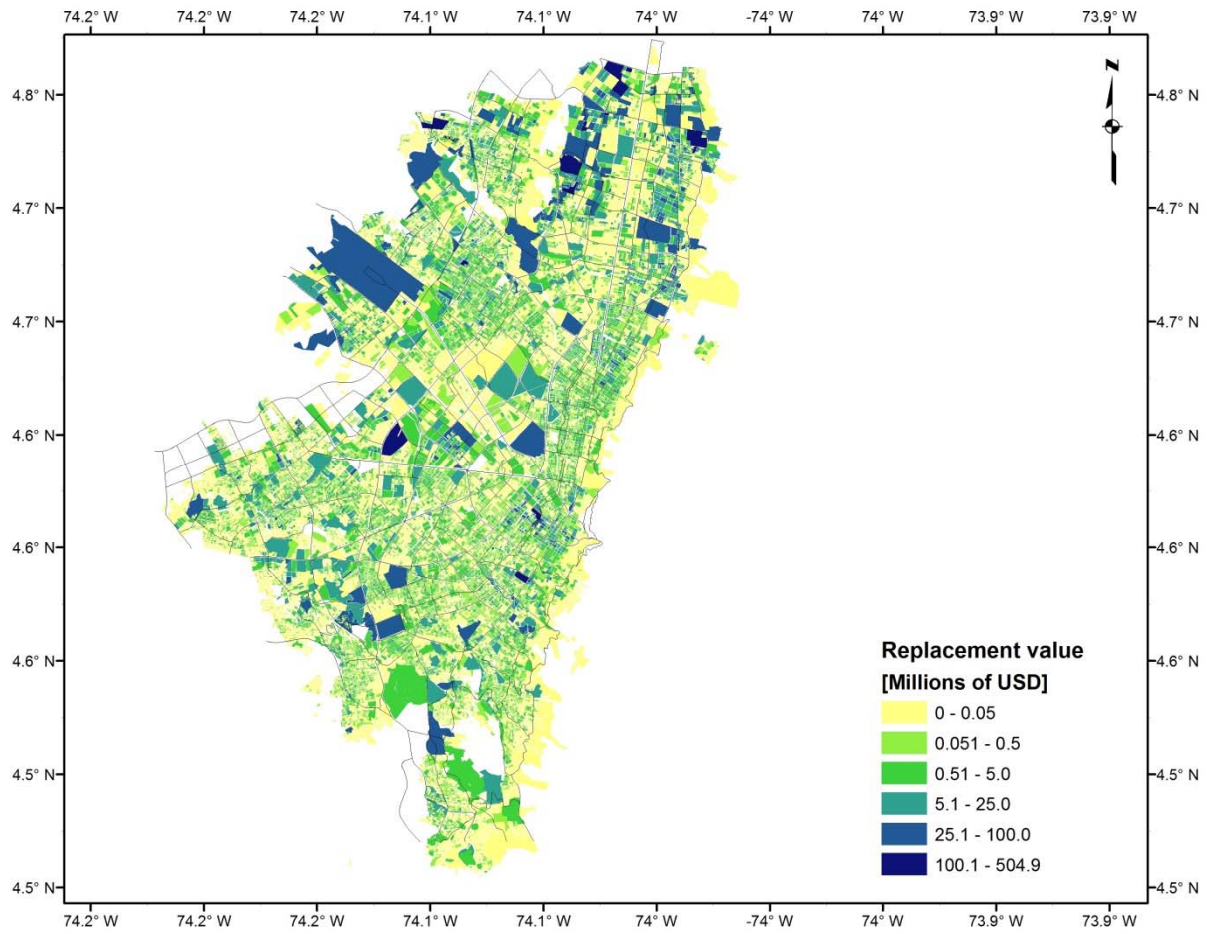 74.2° W 74.2° W 74.2° W 74.1° W 74.1° W 74° W -74° W 74° W 73.9° W 73.9° W
N
4.8° N 4.8° N
4.7° N 4.7° N
4.7° N 4.7° N
4.6° N 4.6° N
4.6° N 4.6° N
4.6° N 4.6° N
4.5° N 4.5° N
4.5° N 4.5° N
Replacement value
[Millions of USD]
0 - 0.05
0.051 - 0.5
0.51 - 5.0
5.1 - 25.0
25.1 - 100.0
100.1 - 504.9
74.2° W 74.2° W 74.2° W 74.1° W 74.1° W 74° W -74° W 74° W 73.9° W 73.9° W